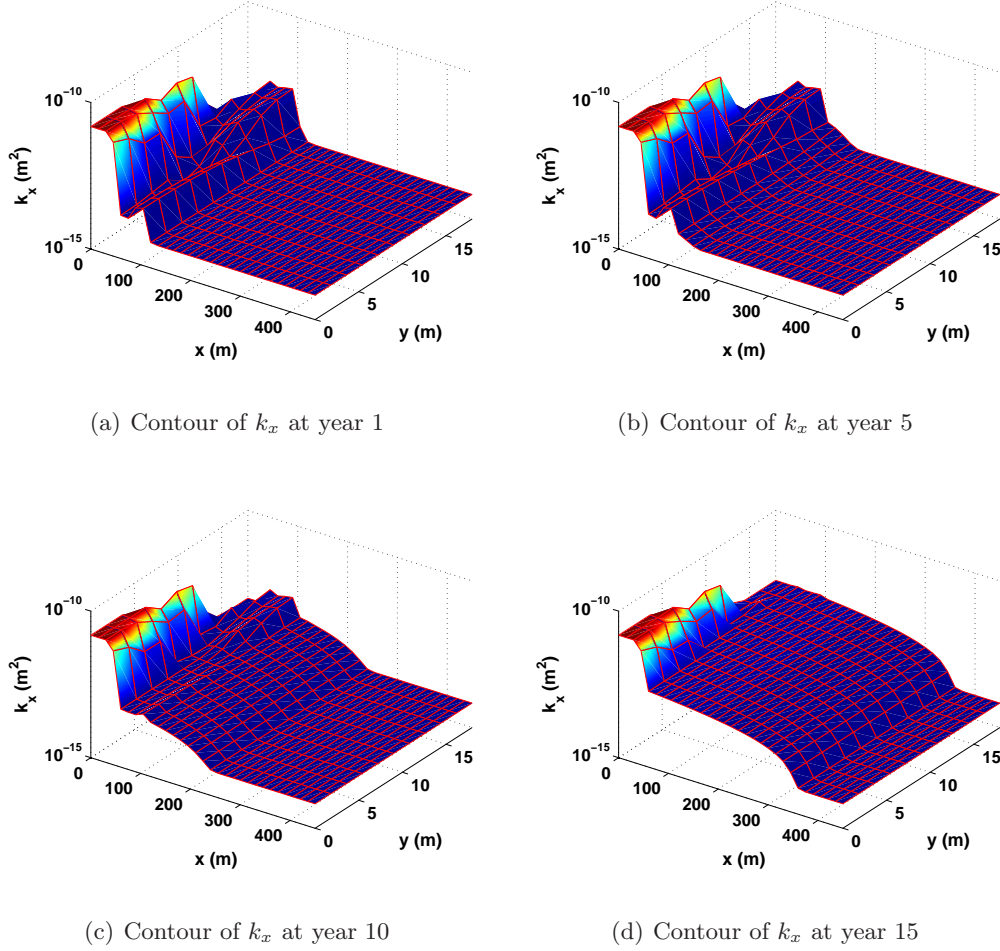 10^{-10}
10^{-15}
k_x (m^2)
0
100
200
300
400
x (m)
0
5
10
15
y (m)
(a) Contour of k_x at year 1
10^{-10}
10^{-15}
k_x (m^2)
0
100
200
300
400
x (m)
0
5
10
15
y (m)
(b) Contour of k_x at year 5
10^{-10}
10^{-15}
k_x (m^2)
0
100
200
300
400
x (m)
0
5
10
15
y (m)
(c) Contour of k_x at year 10
10^{-10}
10^{-15}
k_x (m^2)
0
100
200
300
400
x (m)
0
5
10
15
y (m)
(d) Contour of k_x at year 15